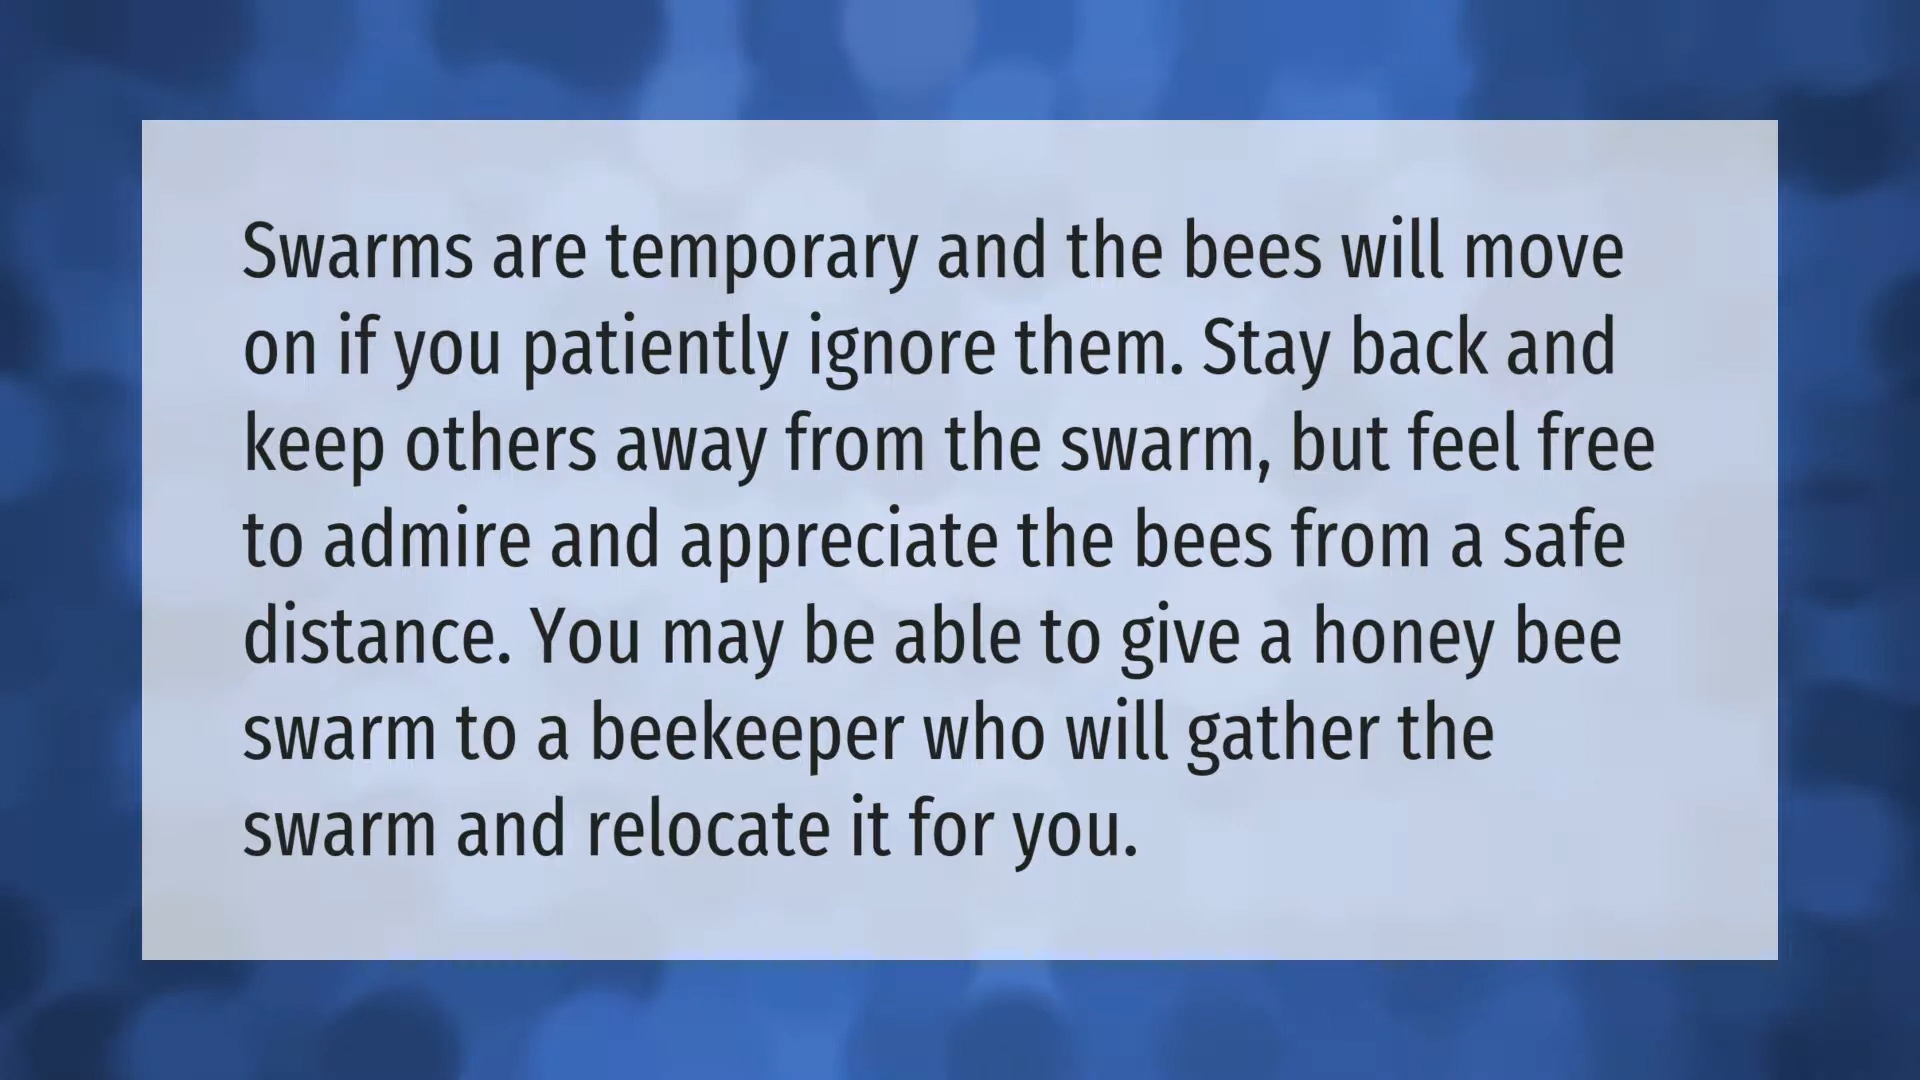 Swarms are temporary and the bees will move
on if you patiently ignore them. Stay back and
keep others away from the swarm, but feel free
to admire and appreciate the bees from a safe
distance. You may be able to give a honey bee
swarm to a beekeeper who will gather the
swarm and relocate it for you.